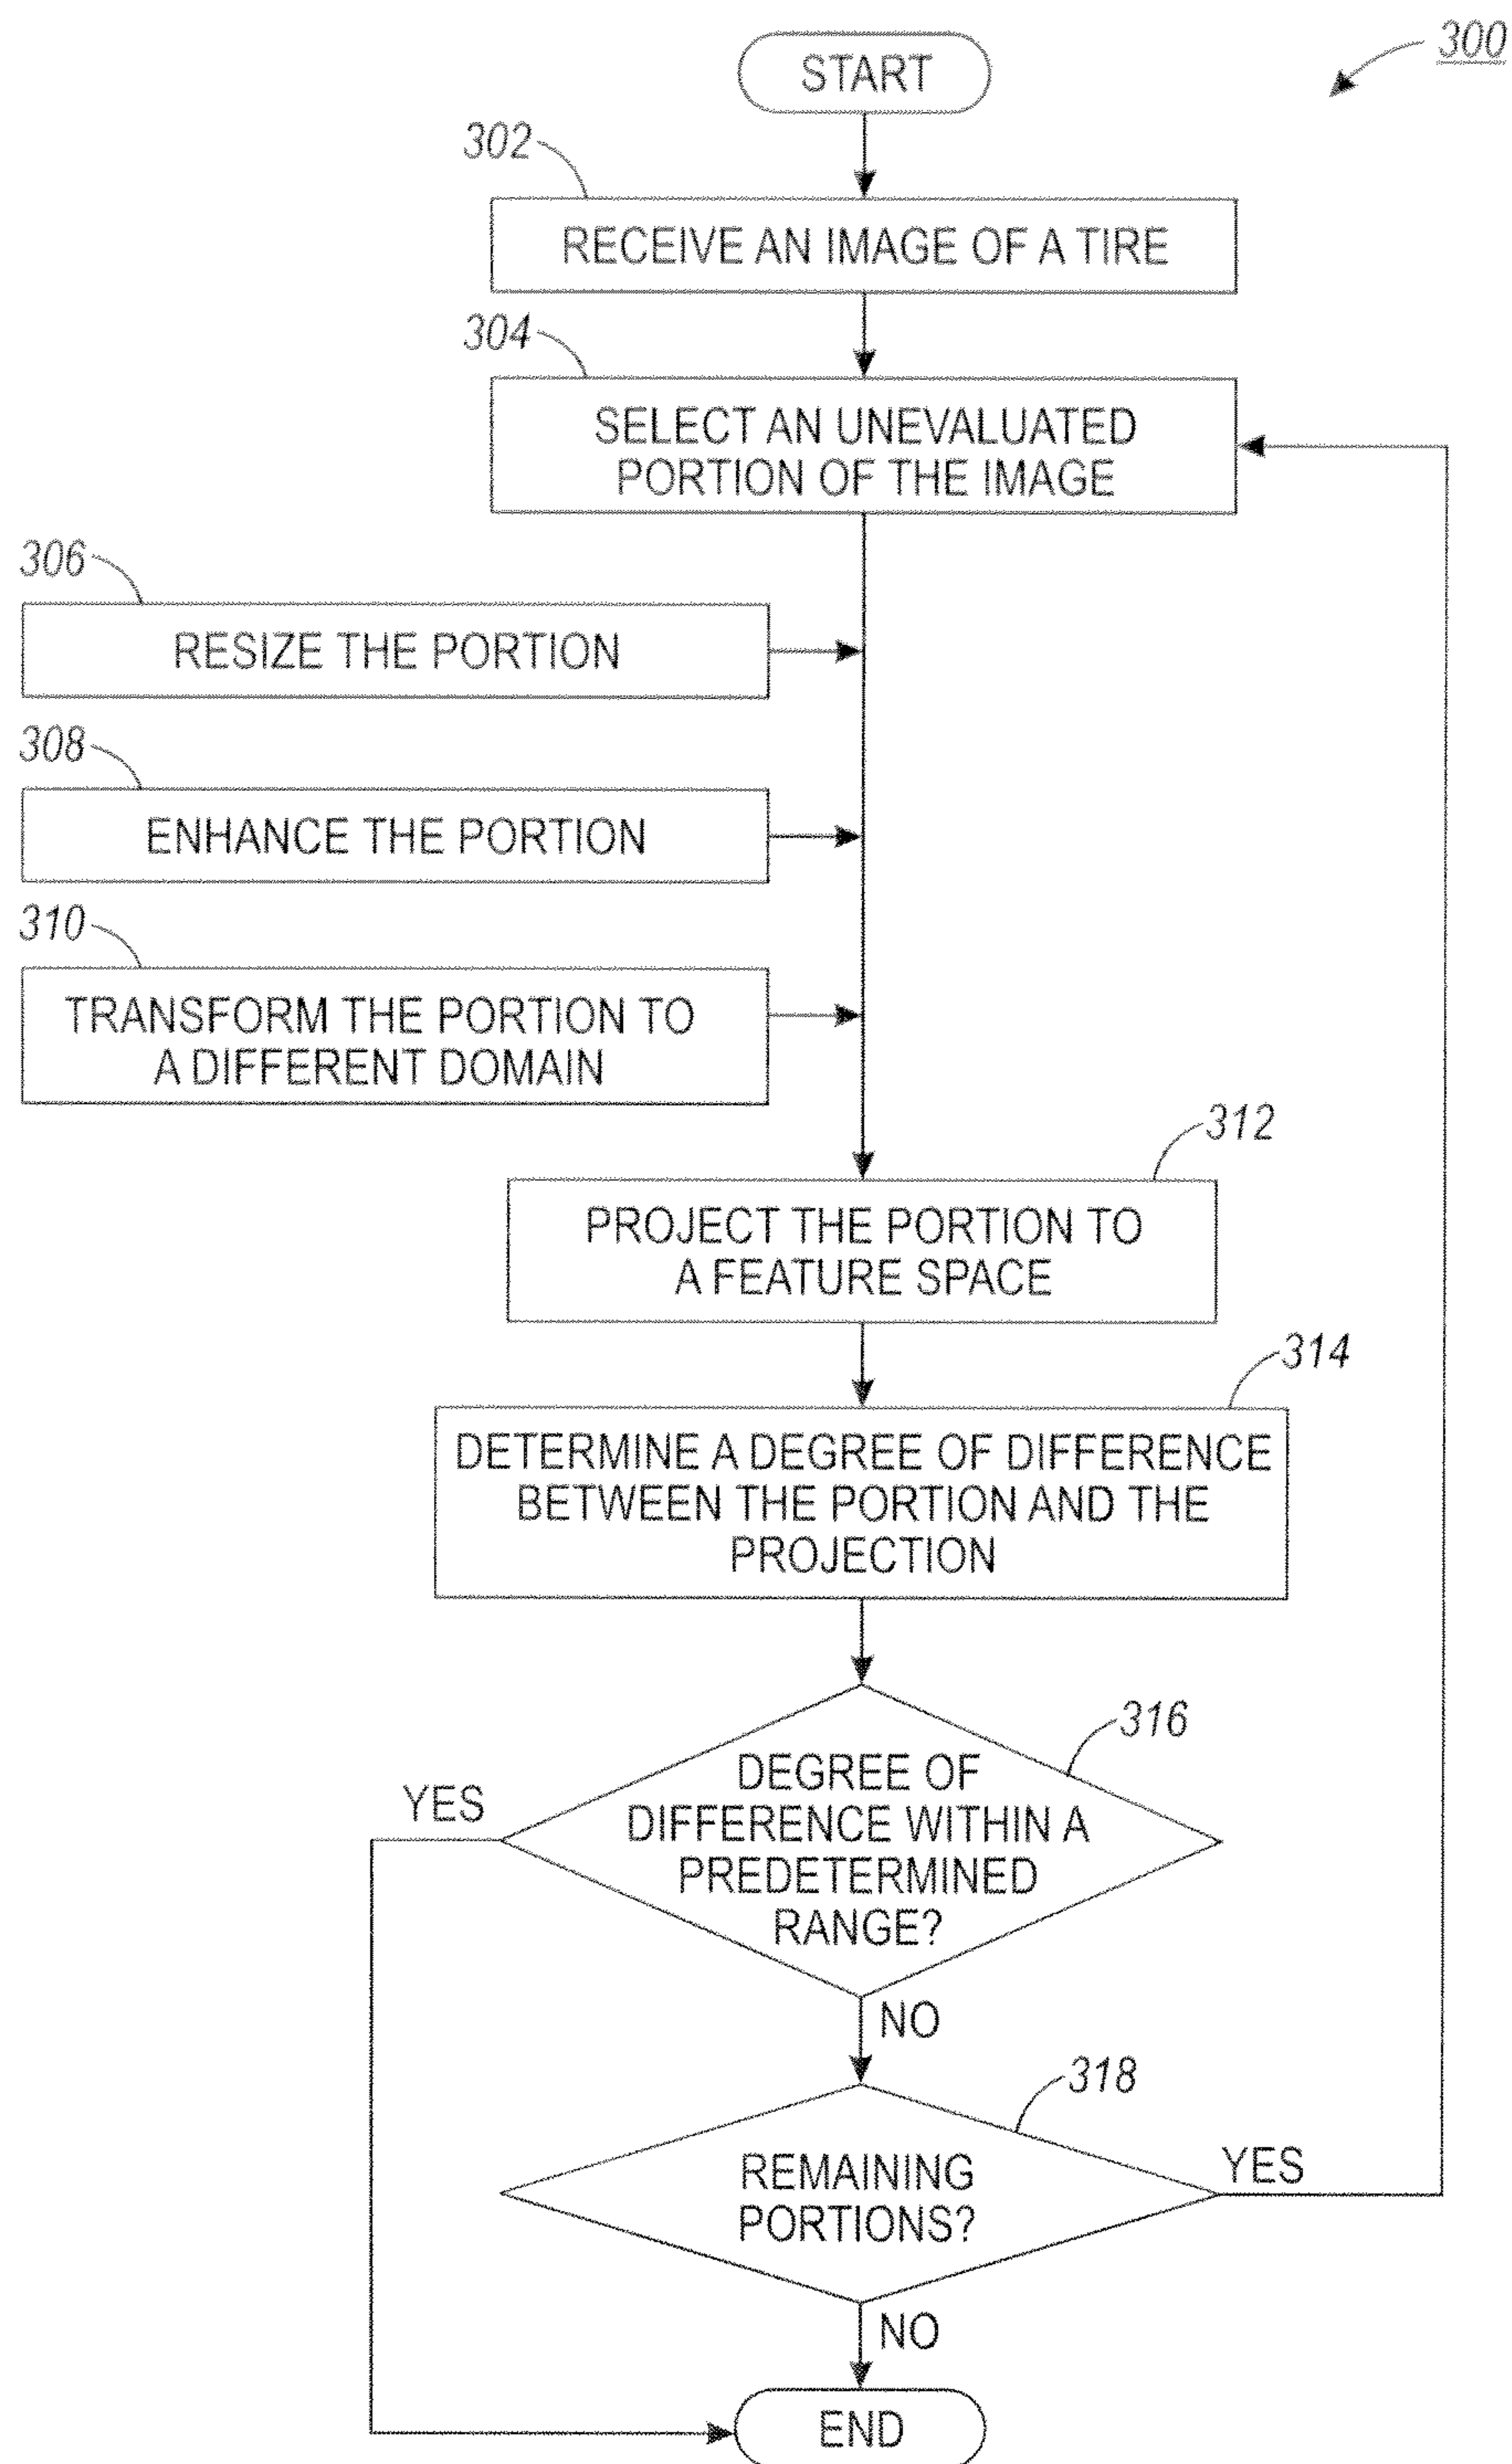 300
START
302
RECEIVE AN IMAGE OF A TIRE
304
SELECT AN UNEVALUATED
PORTION OF THE IMAGE
306
RESIZE THE PORTION
308
ENHANCE THE PORTION
310
TRANSFORM THE PORTION TO
A DIFFERENT DOMAIN
312
PROJECT THE PORTION TO
A FEATURE SPACE
314
DETERMINE A DEGREE OF DIFFERENCE
BETWEEN THE PORTION AND THE
PROJECTION
316
YES
DEGREE OF
DIFFERENCE WITHIN A
PREDETERMINED
RANGE?
NO
318
REMAINING
PORTIONS?
YES
NO
END